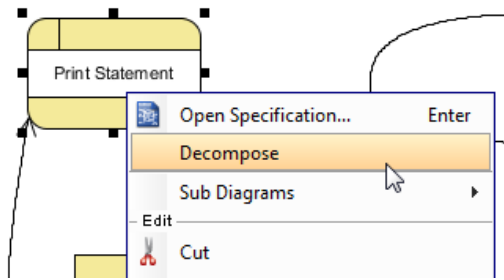 Print Statement
Open Specification... Enter
Decompose
Sub Diagrams
Edit
Cut